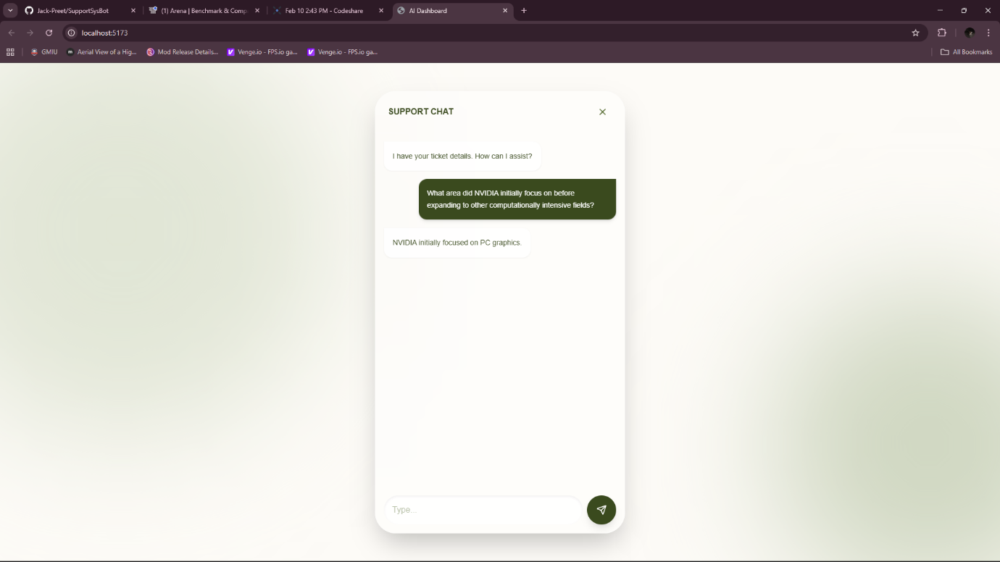 Jack-Preet/SupportSysBot
(1) Arena | Benchmark & Comp
Feb 10 2:43 PM - Codeshare
AI Dashboard
localhost:5173
GMIU
Aerial View of a Hig...
Mod Release Details...
Venge.io - FPS.io ga...
Venge.io - FPS.io ga...
All Bookmarks
SUPPORT CHAT
I have your ticket details. How can I assist?
What area did NVIDIA initially focus on before
expanding to other computationally intensive fields?
NVIDIA initially focused on PC graphics.
Type...